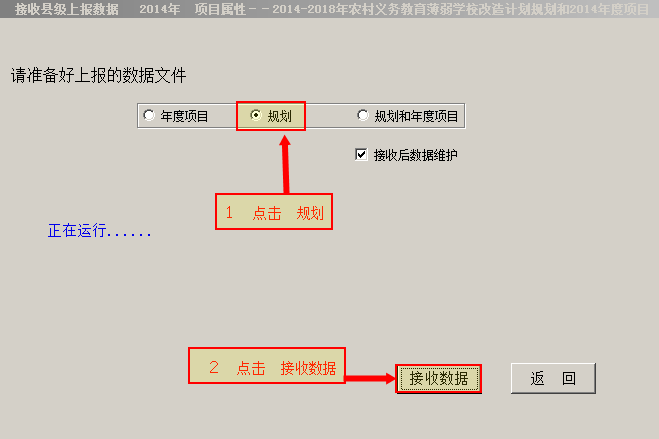 接收县级上报数据 2014年 项目属性--2014-2018年农村义务教育薄弱学校改造计划规划和2014年度项目
请准备好上报的数据文件
年度项目 规划 规划和年度项目
接收后数据维护
1 点击 规划
正在运行......
2 点击 接收数据
接收数据 返 回